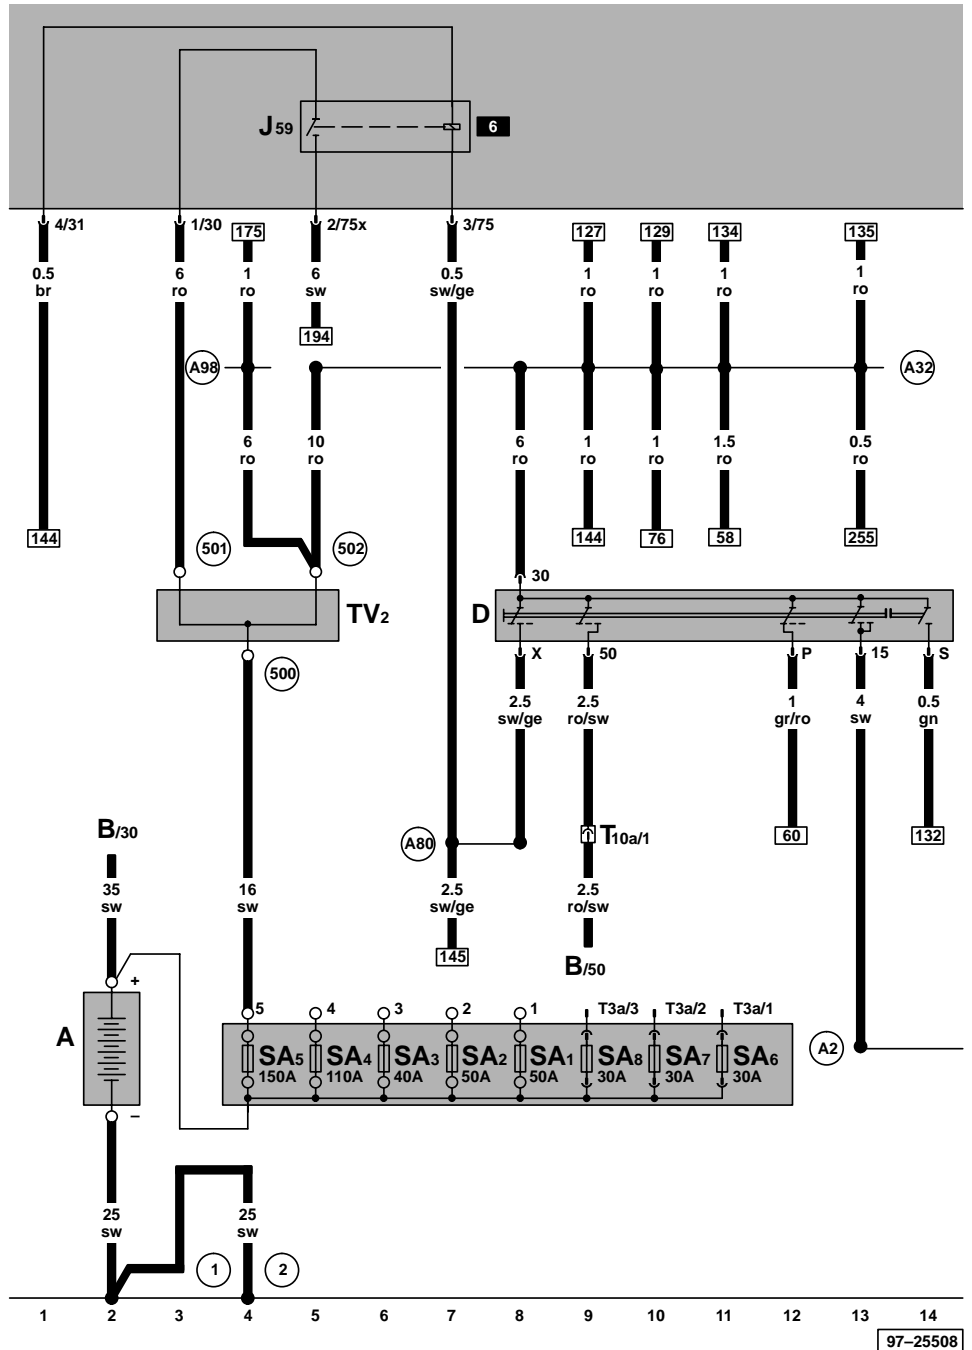 J59
6
4/31
1/30
175
2/75x
3/75
127
129
134
135
0.5
br
6
ro
1
ro
6
sw
0.5
sw/ge
1
ro
1
ro
1
ro
1
ro
194
A98
A32
6
ro
10
ro
6
ro
1
ro
1
ro
1.5
ro
0.5
ro
144
501
502
144
76
58
255
30
TV2
D
500
X
50
P
15
S
2.5
sw/ge
2.5
ro/sw
1
gr/ro
4
sw
0.5
gn
B/30
A80
T10a/1
60
132
35
sw
16
sw
2.5
sw/ge
2.5
ro/sw
145
B/50
+
5
4
3
2
1
T3a/3
T3a/2
T3a/1
A
SA5
150A
SA4
110A
SA3
40A
SA2
50A
SA1
50A
SA8
30A
SA7
30A
SA6
30A
A2
–
25
sw
25
sw
1
2
1 2 3 4 5 6 7 8 9 10 11 12 13 14
97–25508